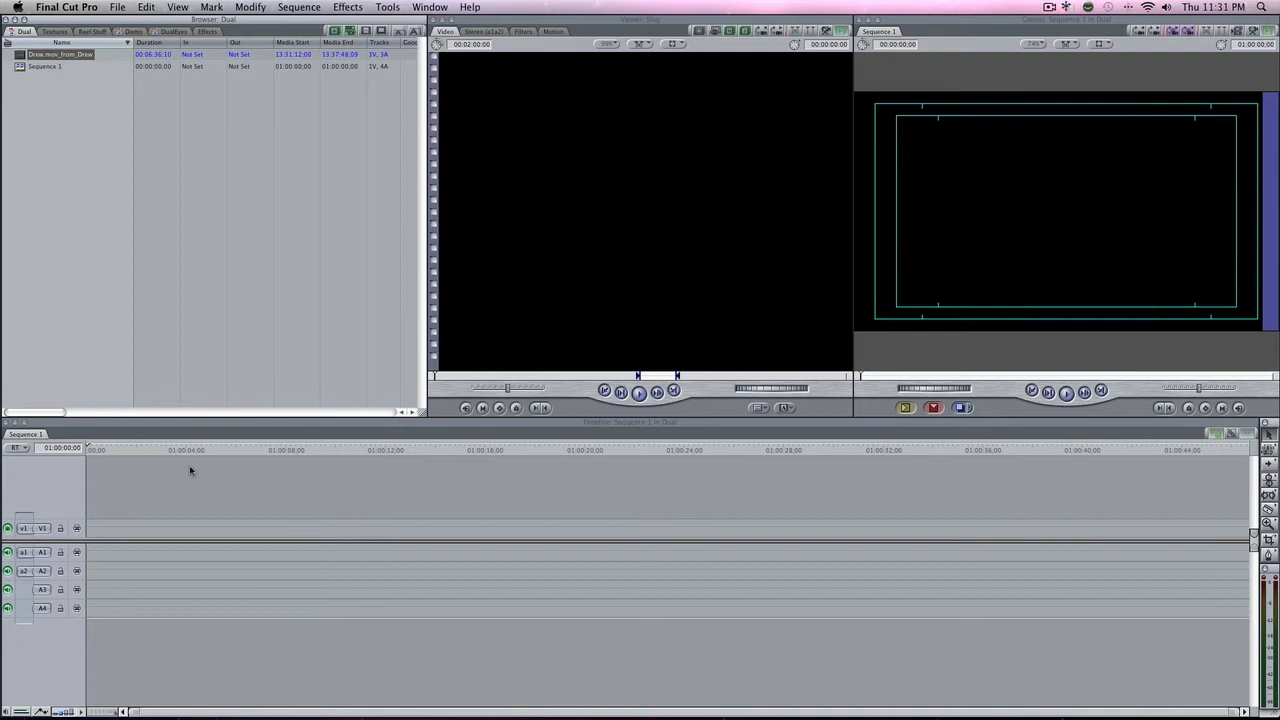 Final Cut Pro File Edit View Mark Modify Sequence Effects Tools Window Help Thu 11:31 PM
Browser: Dual Viewer: Slug Canvas: Sequence 1 in Dual
Dual Textures Reel Stuff Demo DualEyes Effects Video Stereo (a1a2) Filters Motion Sequence 1
Name Duration In Out Media Start Media End Tracks Good
00:02:00;00 99% 00:00:00;00 00:00:00;00 74% 01:00:00;00
Drew.mov_from_Drew 00:06:36;10 Not Set Not Set 13:31:12;00 13:37:48;09 1V, 3A
Sequence 1 00:00:00;00 Not Set Not Set 01:00:00;00 01:00:00;00 1V, 4A
Timeline: Sequence 1 in Dual
Sequence 1
RT 01:00:00;00 00;00 01:00:04;00 01:00:08;00 01:00:12;00 01:00:16;00 01:00:20;00 01:00:24;00 01:00:28;00 01:00:32;00 01:00:36;00 01:00:40;00 01:00:44;00
v1 V1
a1 A1
a2 A2
A3
A4